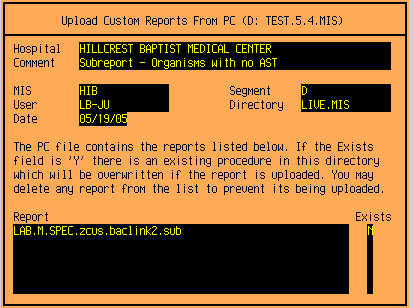 Upload Custom Reports From PC (D: TEST.5.4.MIS)
Hospital HILLCREST BAPTIST MEDICAL CENTER
Comment Subreport - Organisms with no AST
MIS HIB Segment D
User LB-JU Directory LIVE.MIS
Date 05/19/05
The PC file contains the reports listed below. If the Exists
field is 'Y' there is an existing procedure in this directory
which will be overwritten if the report is uploaded. You may
delete any report from the list to prevent its being uploaded.
Report Exists
LAB.M.SPEC.zcus.baclink2.sub N